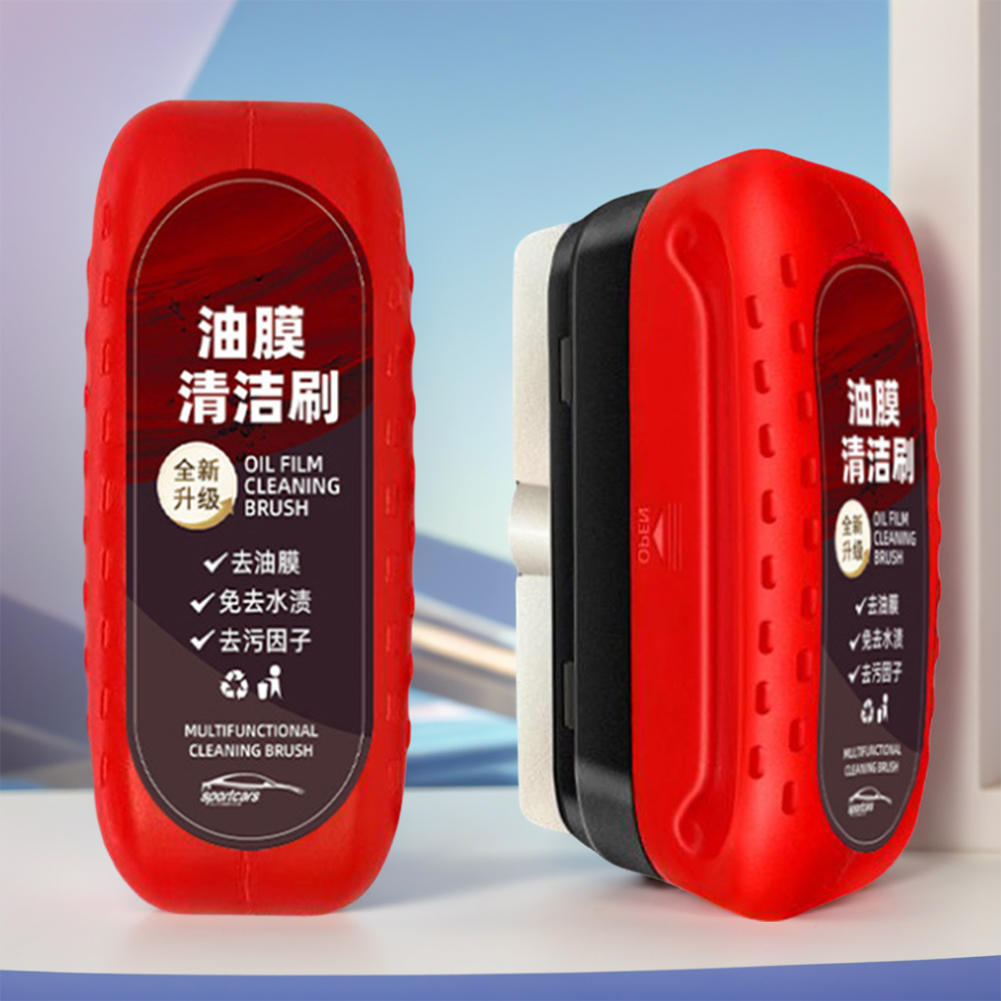 油膜
清洁刷
全新
升级
OIL FILM
CLEANING
BRUSH
去油膜
免去水渍
去污因子
MULTIFUNCTIONAL
CLEANING BRUSH
sportcars
OPEN
油膜
清洁刷
全新
升级
OIL FILM
CLEANING
BRUSH
去油膜
免去水渍
去污因子
MULTIFUNCTIONAL
CLEANING BRUSH
sportcars